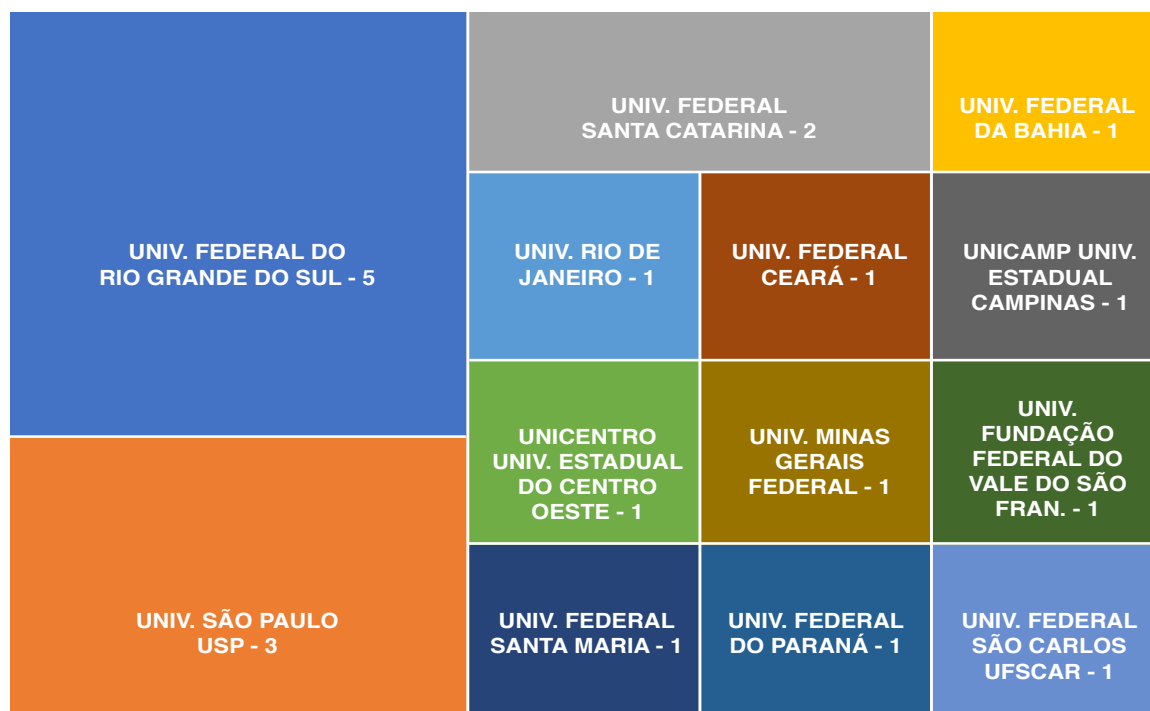 UNIV. FEDERAL DO
RIO GRANDE DO SUL - 5
UNIV. SÃO PAULO
USP - 3
UNIV. FEDERAL
SANTA CATARINA - 2
UNIV. FEDERAL
DA BAHIA - 1
UNIV. RIO DE
JANEIRO - 1
UNIV. FEDERAL
CEARÁ - 1
UNICAMP UNIV.
ESTADUAL
CAMPINAS - 1
UNICENTRO
UNIV. ESTADUAL
DO CENTRO
OESTE - 1
UNIV. MINAS
GERAIS
FEDERAL - 1
UNIV.
FUNDAÇÃO
FEDERAL DO
VALE DO SÃO
FRAN. - 1
UNIV. FEDERAL
SANTA MARIA - 1
UNIV. FEDERAL
DO PARANÁ - 1
UNIV. FEDERAL
SÃO CARLOS
UFSCAR - 1